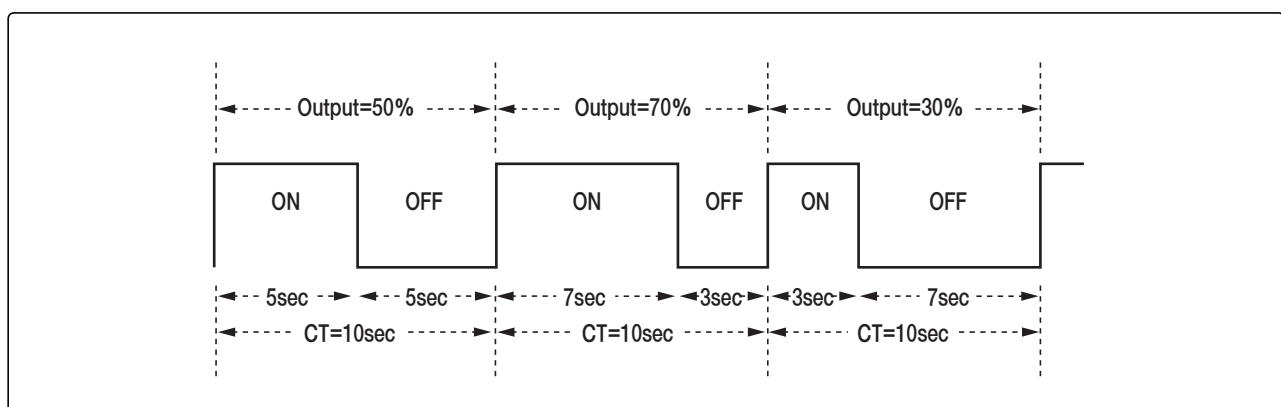 Output=50% Output=70% Output=30%
ON OFF ON OFF ON OFF
5sec 5sec 7sec 3sec 3sec 7sec
CT=10sec CT=10sec CT=10sec